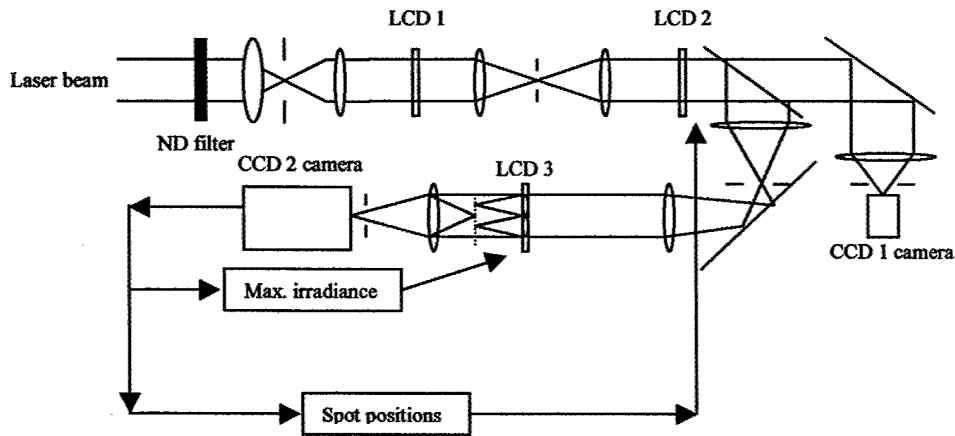 LCD 1
LCD 2
Laser beam
ND filter
CCD 2 camera
LCD 3
CCD 1 camera
Max. irradiance
Spot positions